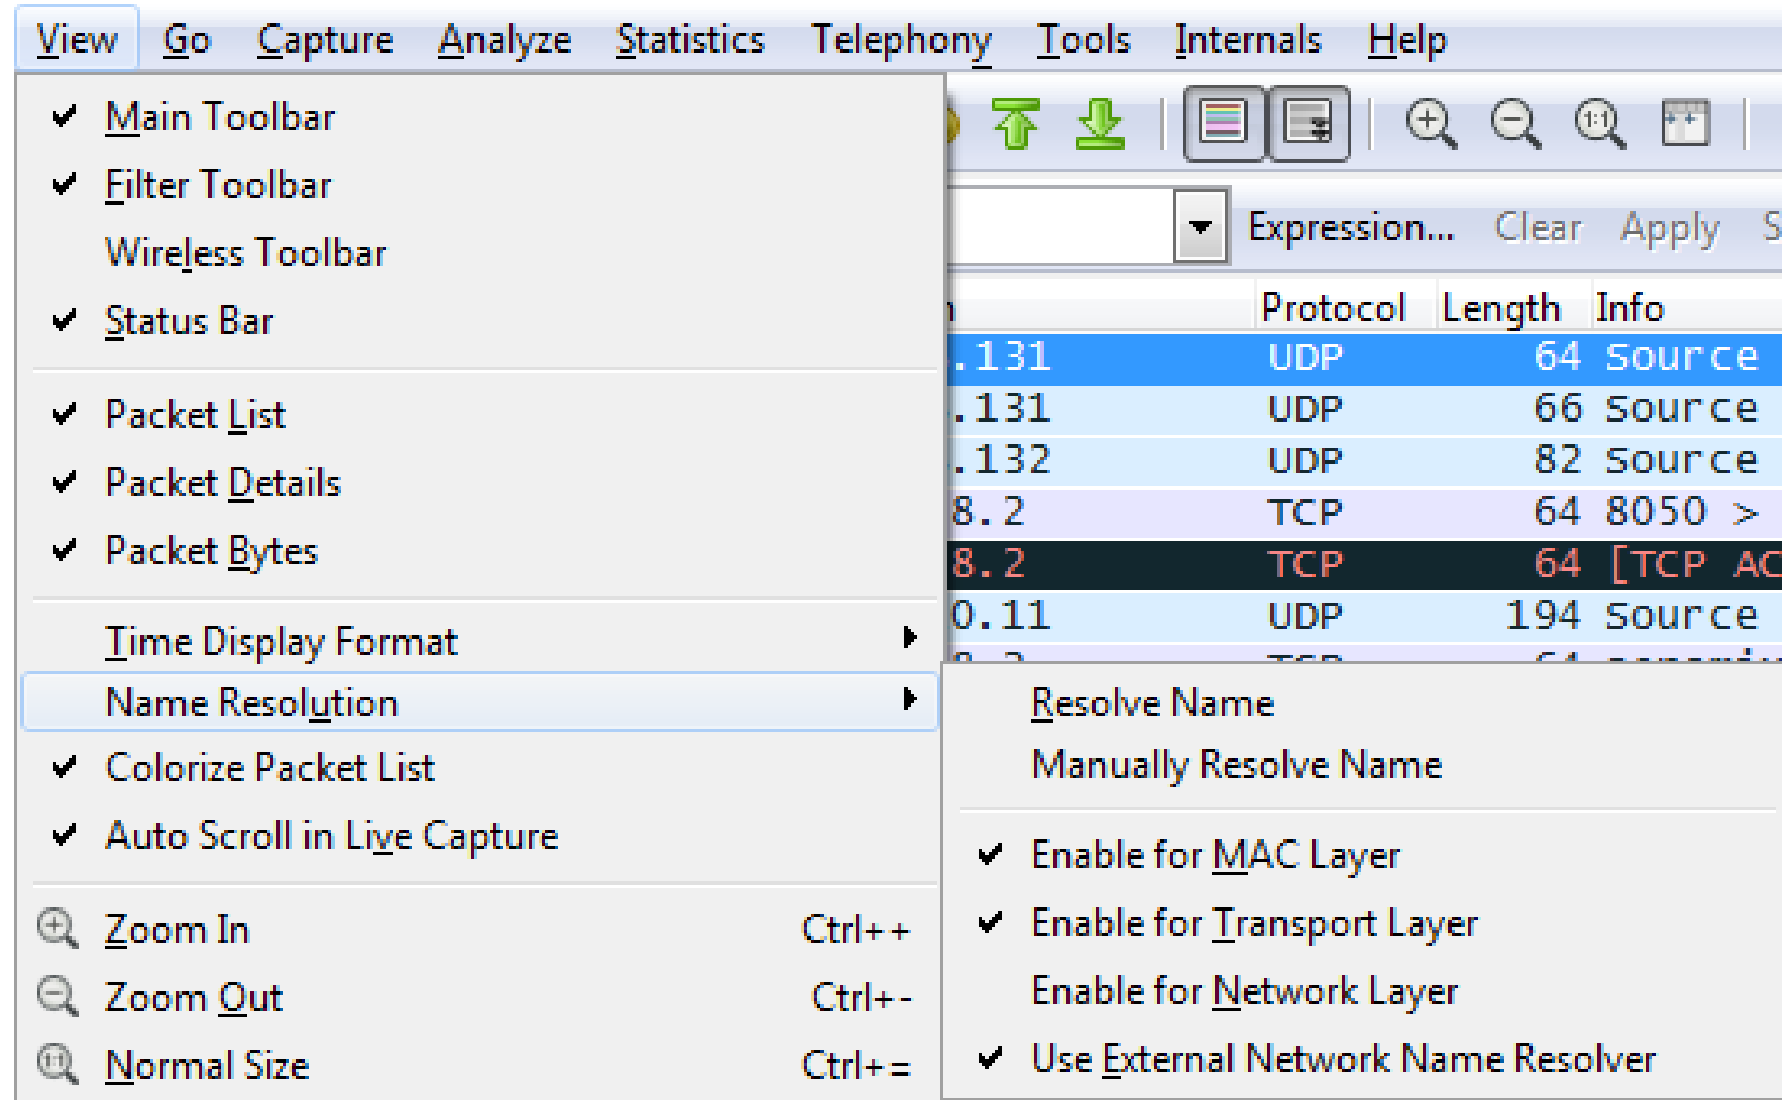 View Go Capture Analyze Statistics Telephony Tools Internals Help
Main Toolbar
Filter Toolbar
Wireless Toolbar
Status Bar
Packet List
Packet Details
Packet Bytes
Time Display Format
Name Resolution
Colorize Packet List
Auto Scroll in Live Capture
Zoom In Ctrl++
Zoom Out Ctrl+-
Normal Size Ctrl+=
Expression... Clear Apply S
Protocol Length Info
.131 UDP 64 Source
.131 UDP 66 Source
.132 UDP 82 Source
8.2 TCP 64 8050 >
8.2 TCP 64 [TCP AC
0.11 UDP 194 Source
Resolve Name
Manually Resolve Name
Enable for MAC Layer
Enable for Transport Layer
Enable for Network Layer
Use External Network Name Resolver